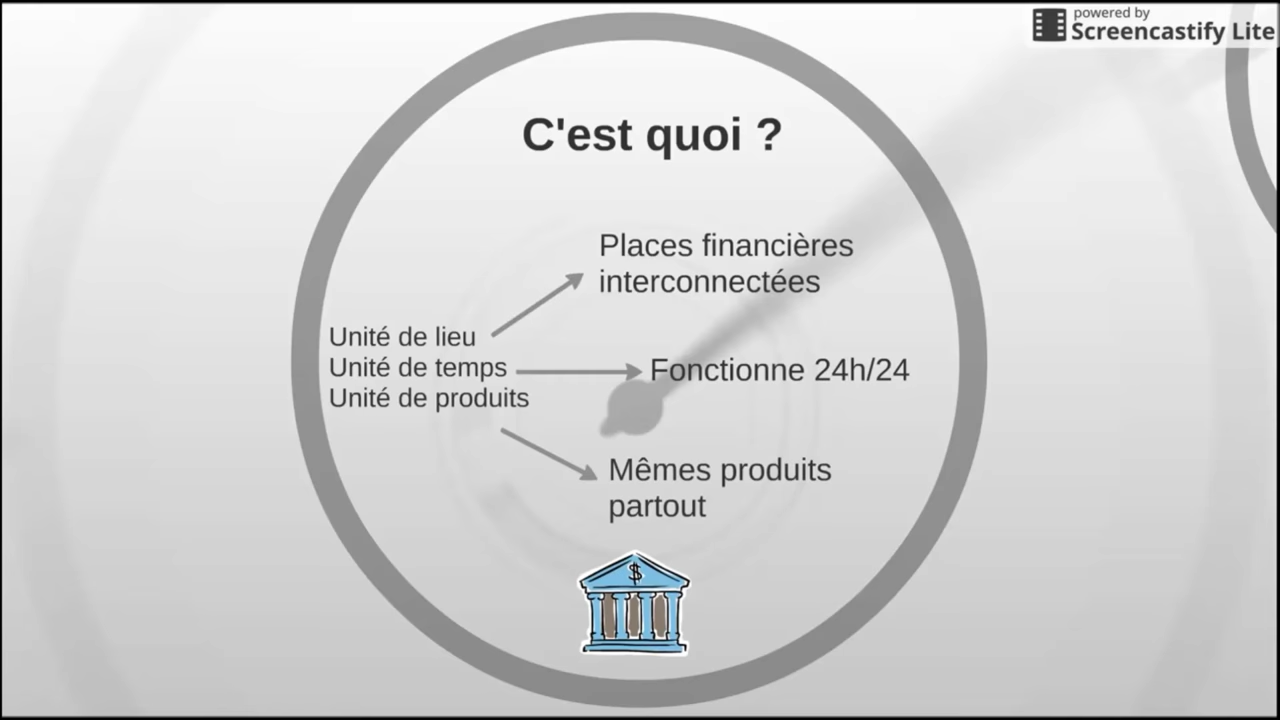 powered by
Screencastify Lite
C'est quoi ?
Places financières
interconnectées
Unité de lieu
Unité de temps
Unité de produits
Fonctionne 24h/24
Mêmes produits
partout
$